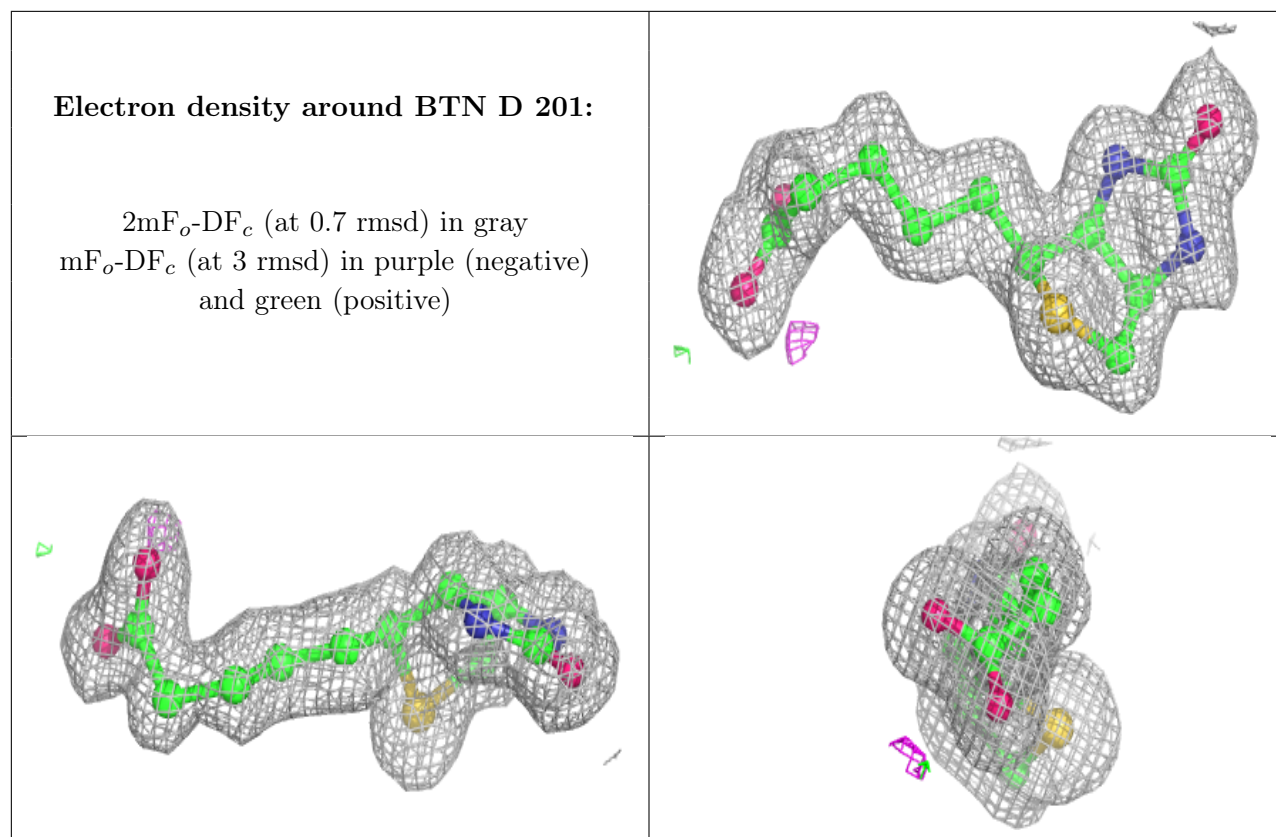 Electron density around BTN D 201:
2mFo-DFc (at 0.7 rmsd) in gray
mFo-DFc (at 3 rmsd) in purple (negative)
and green (positive)